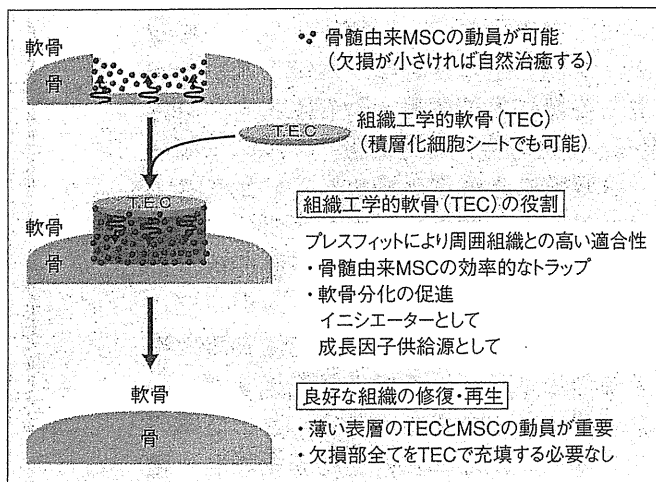 軟骨
骨
骨髄由来MSCの動員が可能
(欠損が小さければ自然治癒する)
T.E.C
組織工学的軟骨(TEC)
(積層化細胞シートでも可能)
T.E.C
軟骨
骨
組織工学的軟骨(TEC)の役割
プレスフィットにより周囲組織との高い適合性
・骨髄由来MSCの効率的なトラップ
・軟骨分化の促進
イニシエーターとして
成長因子供給源として
軟骨
骨
良好な組織の修復・再生
・薄い表層のTECとMSCの動員が重要
・欠損部全てをTECで充填する必要なし